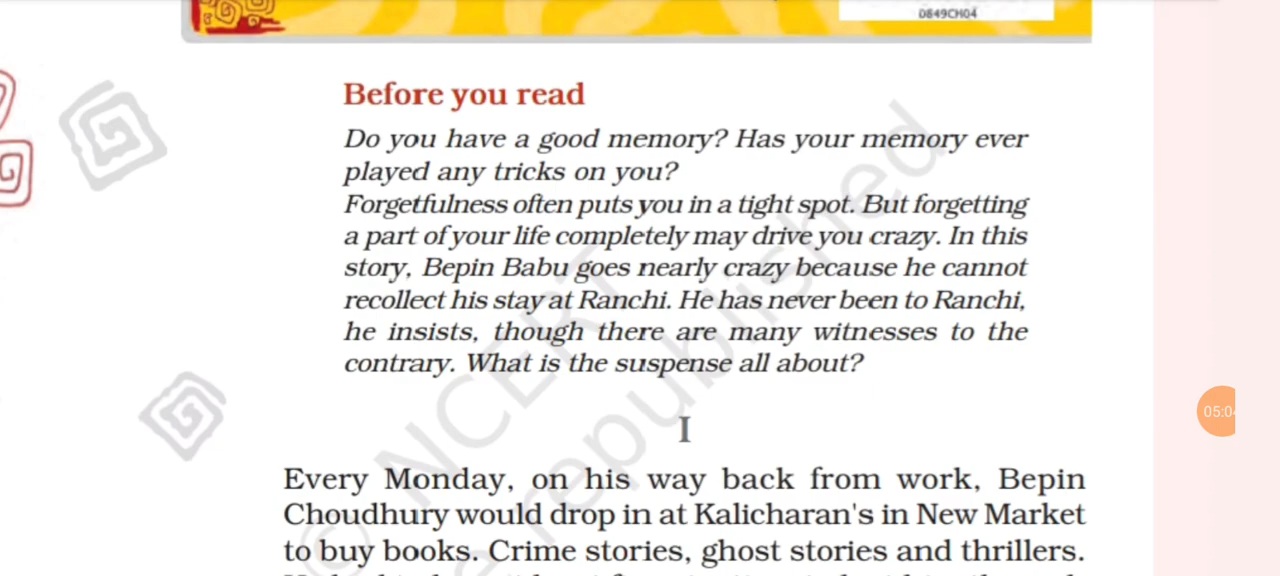 0849CH04
Before you read
Do you have a good memory? Has your memory ever
played any tricks on you?
Forgetfulness often puts you in a tight spot. But forgetting
a part of your life completely may drive you crazy. In this
story, Bepin Babu goes nearly crazy because he cannot
recollect his stay at Ranchi. He has never been to Ranchi,
he insists, though there are many witnesses to the
contrary. What is the suspense all about?
I
Every Monday, on his way back from work, Bepin
Choudhury would drop in at Kalicharan's in New Market
to buy books. Crime stories, ghost stories and thrillers.
© NCERT
republished